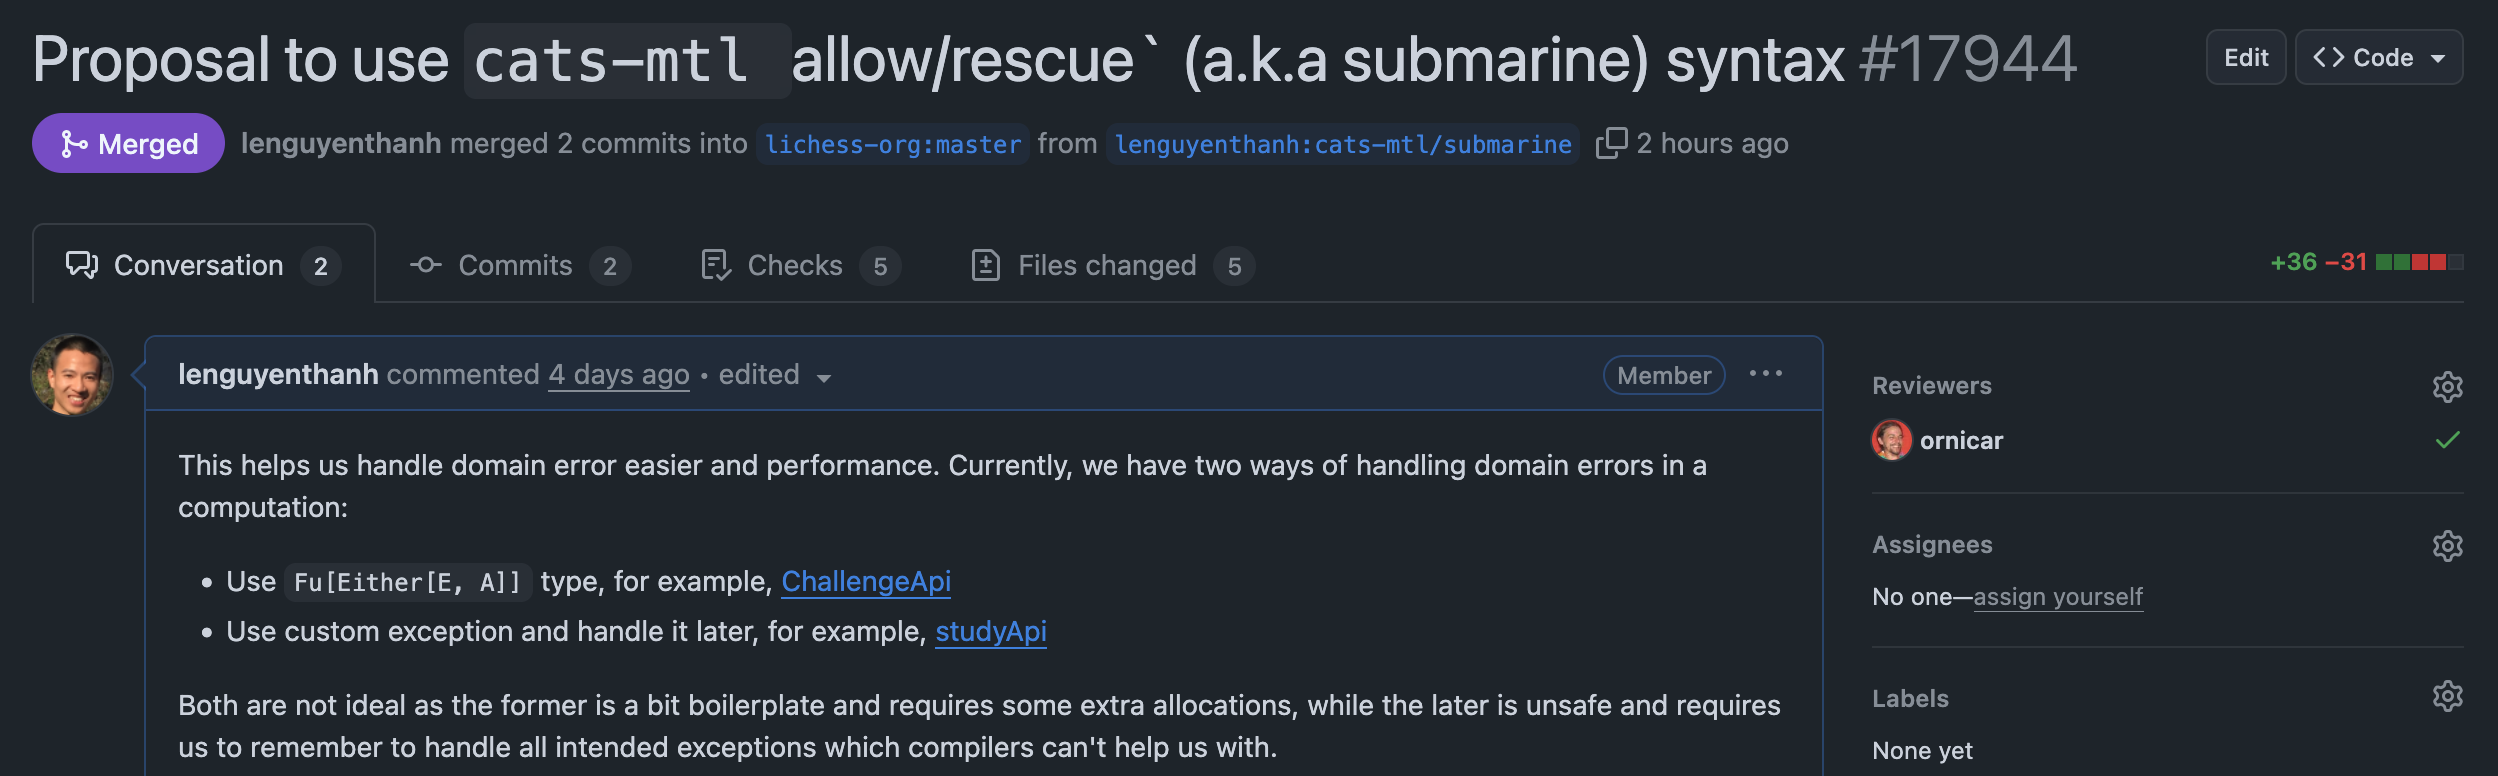 Proposal to use cats-mtl allow/rescue` (a.k.a submarine) syntax #17944
Edit
Code
Merged
lenguyenthanh merged 2 commits into lichess-org:master from lenguyenthanh:cats-mtl/submarine 2 hours ago
Conversation 2
Commits 2
Checks 5
Files changed 5
+36 −31
lenguyenthanh commented 4 days ago • edited
Member
This helps us handle domain error easier and performance. Currently, we have two ways of handling domain errors in a
computation:
• Use Fu[Either[E, A]] type, for example, ChallengeApi
• Use custom exception and handle it later, for example, studyApi
Both are not ideal as the former is a bit boilerplate and requires some extra allocations, while the later is unsafe and requires
us to remember to handle all intended exceptions which compilers can't help us with.
Reviewers
ornicar
Assignees
No one—assign yourself
Labels
None yet